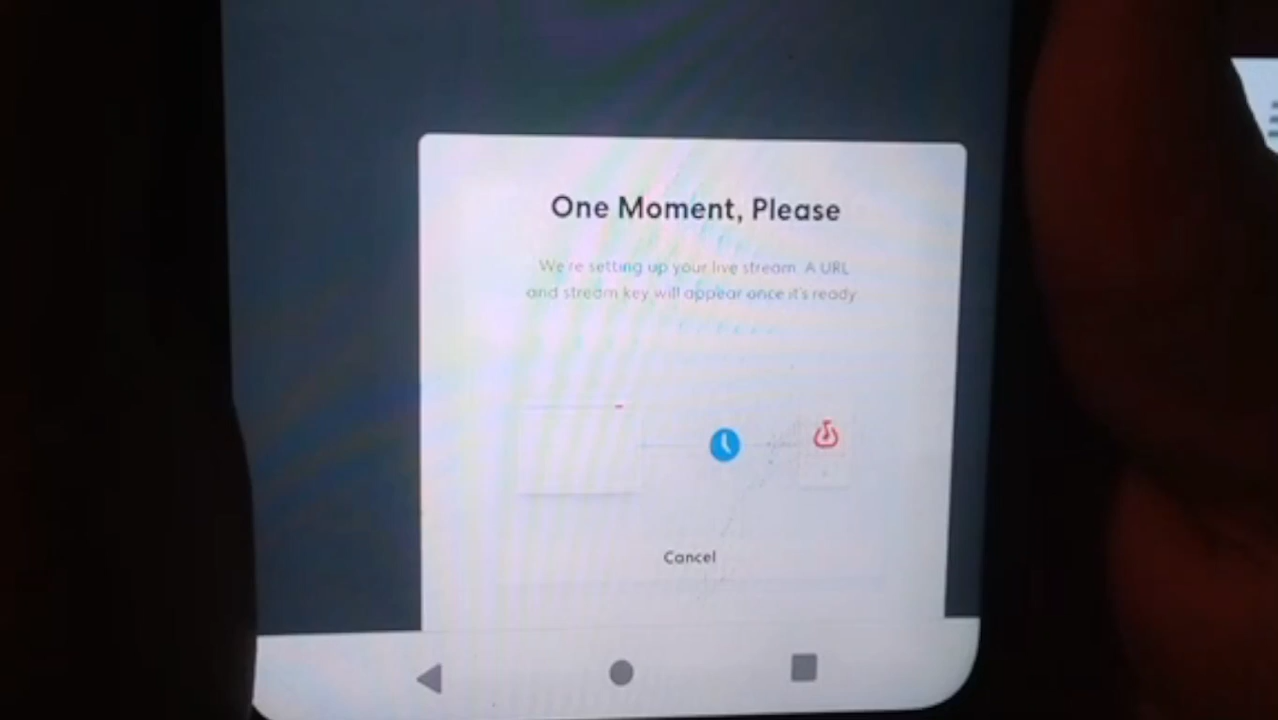 One Moment, Please
We're setting up your live stream. A URL
and stream key will appear once it's ready
Cancel